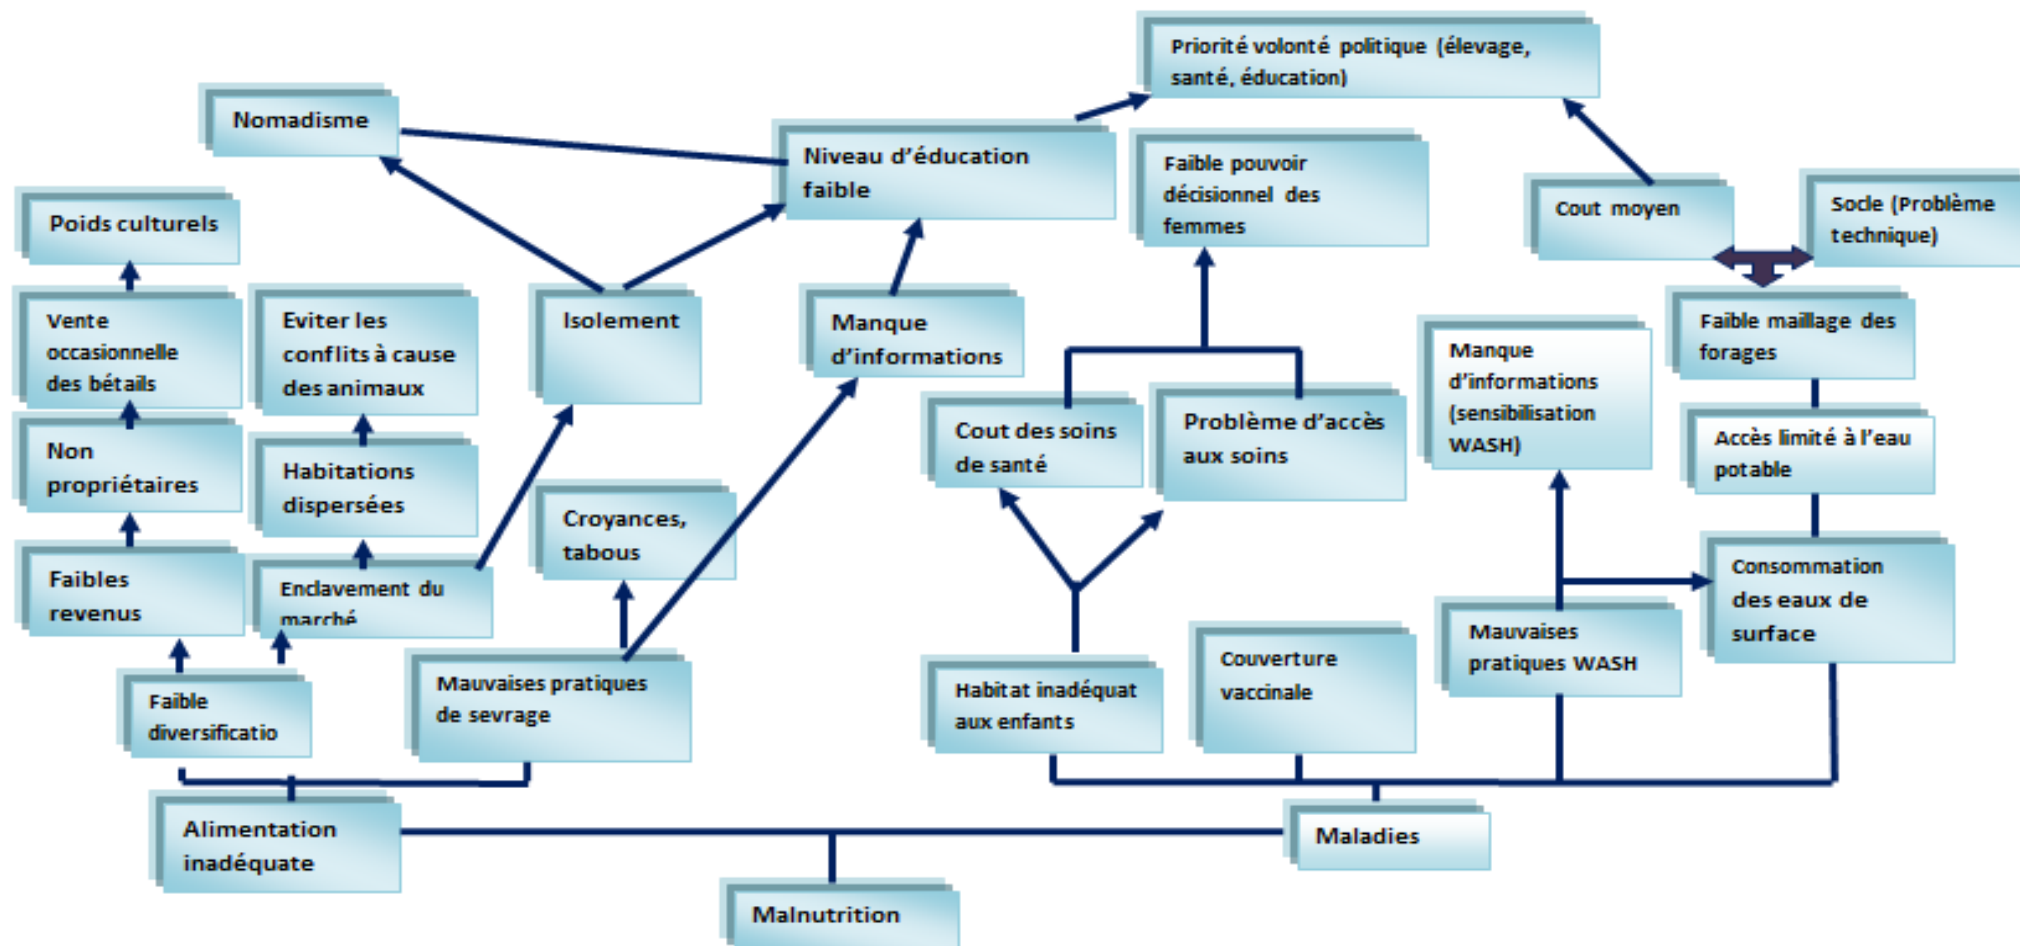 Priorité volonté politique (élevage,
santé, éducation)
Nomadisme
Niveau d'éducation
faible
Faible pouvoir
décisionnel des
femmes
Cout moyen
Socle (Problème
technique)
Poids culturels
Vente
occasionnelle
des bétails
Eviter les
conflits à cause
des animaux
Isolement
Manque
d'informations
Manque
d'informations
(sensibilisation
WASH)
Faible maillage des
forages
Non
propriétaires
Habitations
dispersées
Croyances,
tabous
Cout des soins
de santé
Problème d'accès
aux soins
Accès limité à l'eau
potable
Faibles
revenus
Enclavement du
marché
Consommation
des eaux de
surface
Faible
diversificatio
Mauvaises pratiques
de sevrage
Habitat inadéquat
aux enfants
Couverture
vaccinale
Mauvaises
pratiques WASH
Alimentation
inadéquate
Maladies
Malnutrition